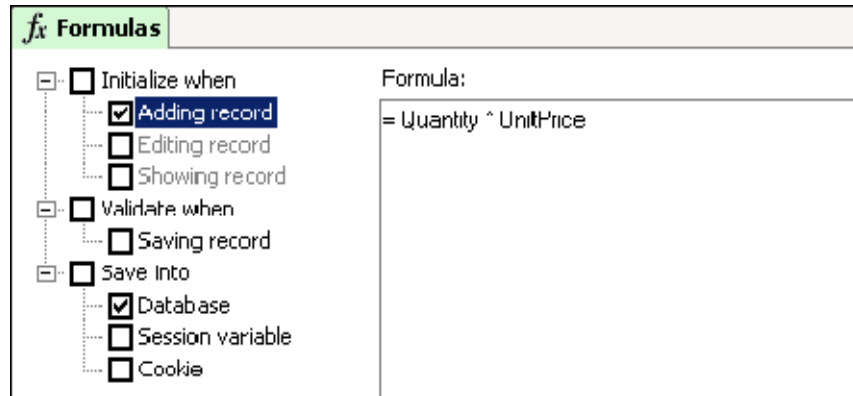 fx Formulas
Initialize when
Adding record
Editing record
Showing record
Validate when
Saving record
Save Into
Database
Session variable
Cookie
Formula:
= Quantity * UnitPrice